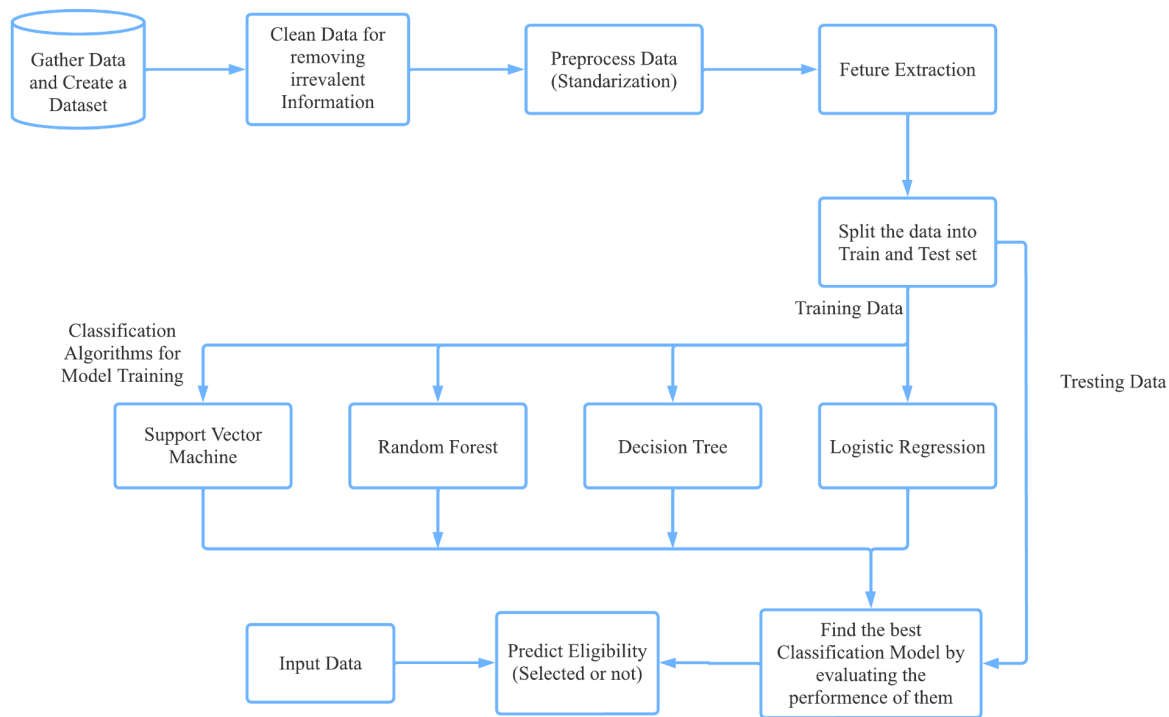 Gather Data
and Create a
Dataset
Clean Data for
removing
irrevalent
Information
Preprocess Data
(Standarization)
Feture Extraction
Split the data into
Train and Test set
Training Data
Classification
Algorithms for
Model Training
Tresting Data
Support Vector
Machine
Random Forest
Decision Tree
Logistic Regression
Input Data
Predict Eligibility
(Selected or not)
Find the best
Classification Model by
evaluating the
performence of them